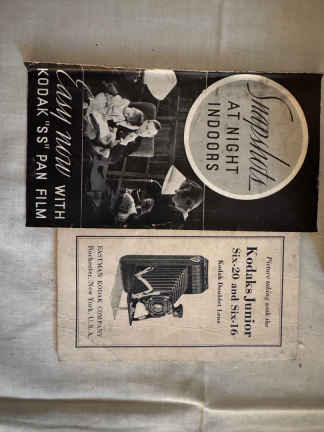 Snapshots
AT NIGHT
INDOORS
Easy now WITH
KODAK "SS" PAN FILM
Picture taking with the
Kodaks Junior
Six-20 and Six-16
Kodak Doublet Lens
EASTMAN KODAK COMPANY
Rochester, New York, U.S.A.